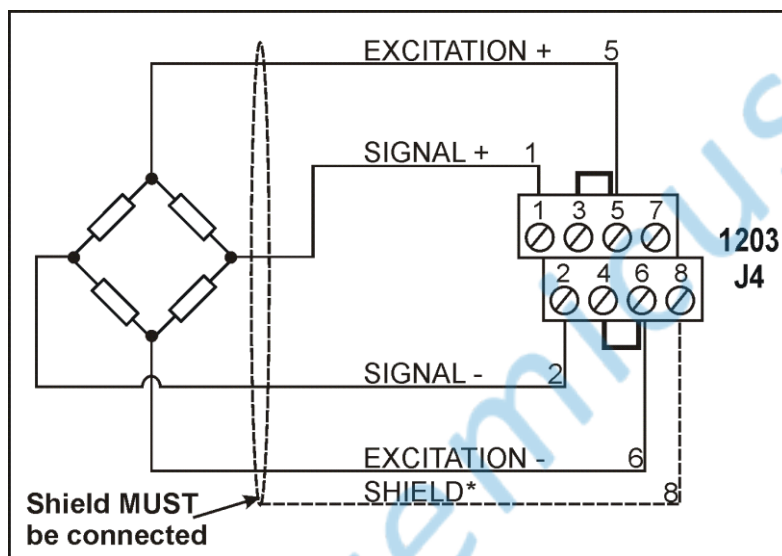 EXCITATION + 5
SIGNAL + 1
1 3 5 7
1203
J4
2 4 6 8
SIGNAL - 2
EXCITATION - 6
SHIELD* 8
Shield MUST
be connected
emicus